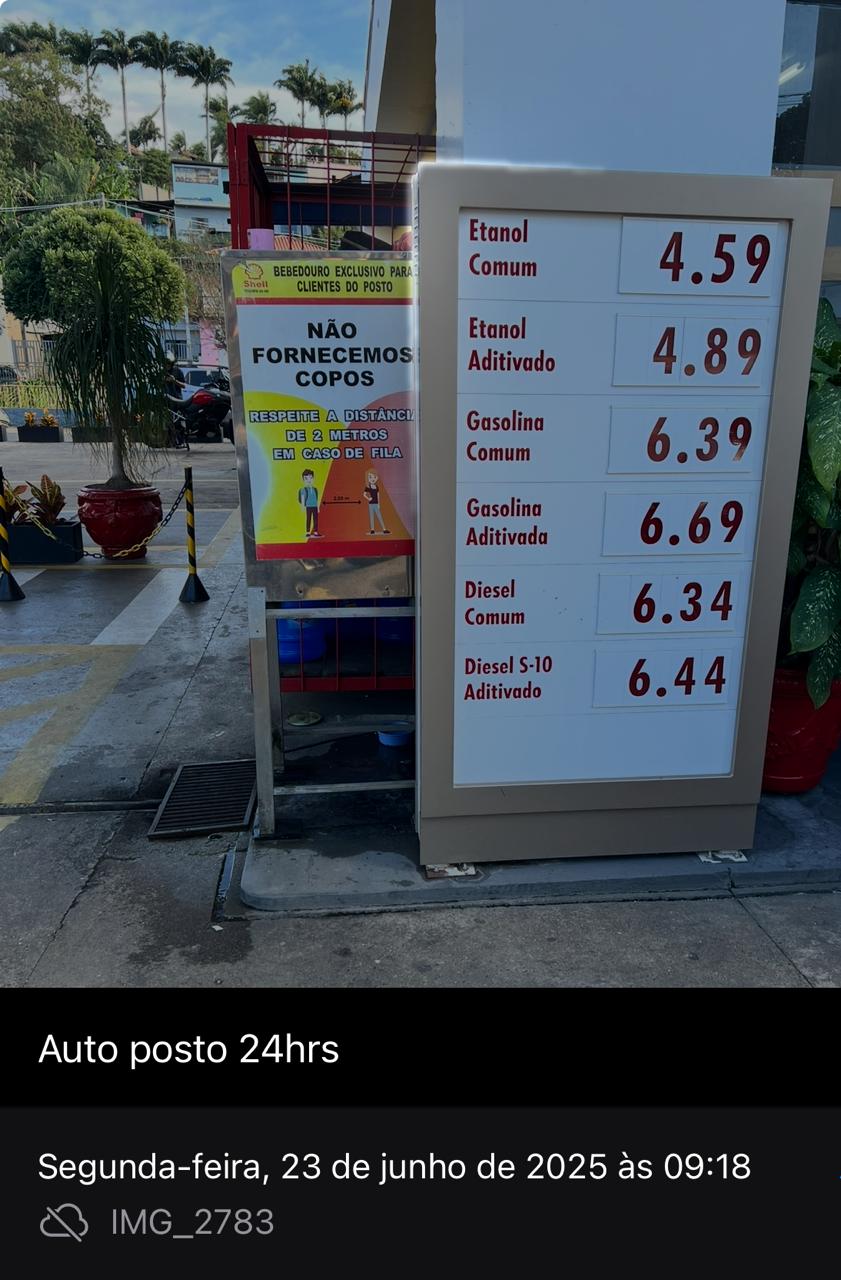 Shell
BEBEDOURO EXCLUSIVO PARA
CLIENTES DO POSTO
NÃO
FORNECEMOS
COPOS
RESPEITE A DISTÂNCIA
DE 2 METROS
EM CASO DE FILA
Etanol
Comum
4.59
Etanol
Aditivado
4.89
Gasolina
Comum
6.39
Gasolina
Aditivada
6.69
Diesel
Comum
6.34
Diesel S-10
Aditivado
6.44
Auto posto 24hrs
Segunda-feira, 23 de junho de 2025 às 09:18
IMG_2783